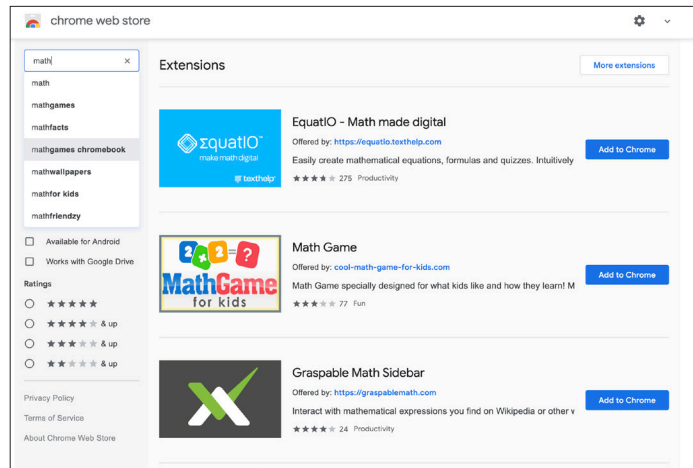 chrome web store
math
math
mathgames
mathfacts
mathgames chromebook
mathwallpapers
mathfor kids
mathfriendzy
Available for Android
Works with Google Drive
Ratings
& up
& up
& up
Privacy Policy
Terms of Service
About Chrome Web Store
Extensions
More extensions
ΣquatIO™
make math digital
texthelp®
EquatIO - Math made digital
Offered by: https://equatio.texthelp.com
Easily create mathematical equations, formulas and quizzes. Intuitively
275 Productivity
Add to Chrome
2×2=?
MathGame
for kids
Math Game
Offered by: cool-math-game-for-kids.com
Math Game specially designed for what kids like and how they learn! M
77 Fun
Add to Chrome
Graspable Math Sidebar
Offered by: https://graspablemath.com
Interact with mathematical expressions you find on Wikipedia or other
24 Productivity
Add to Chrome